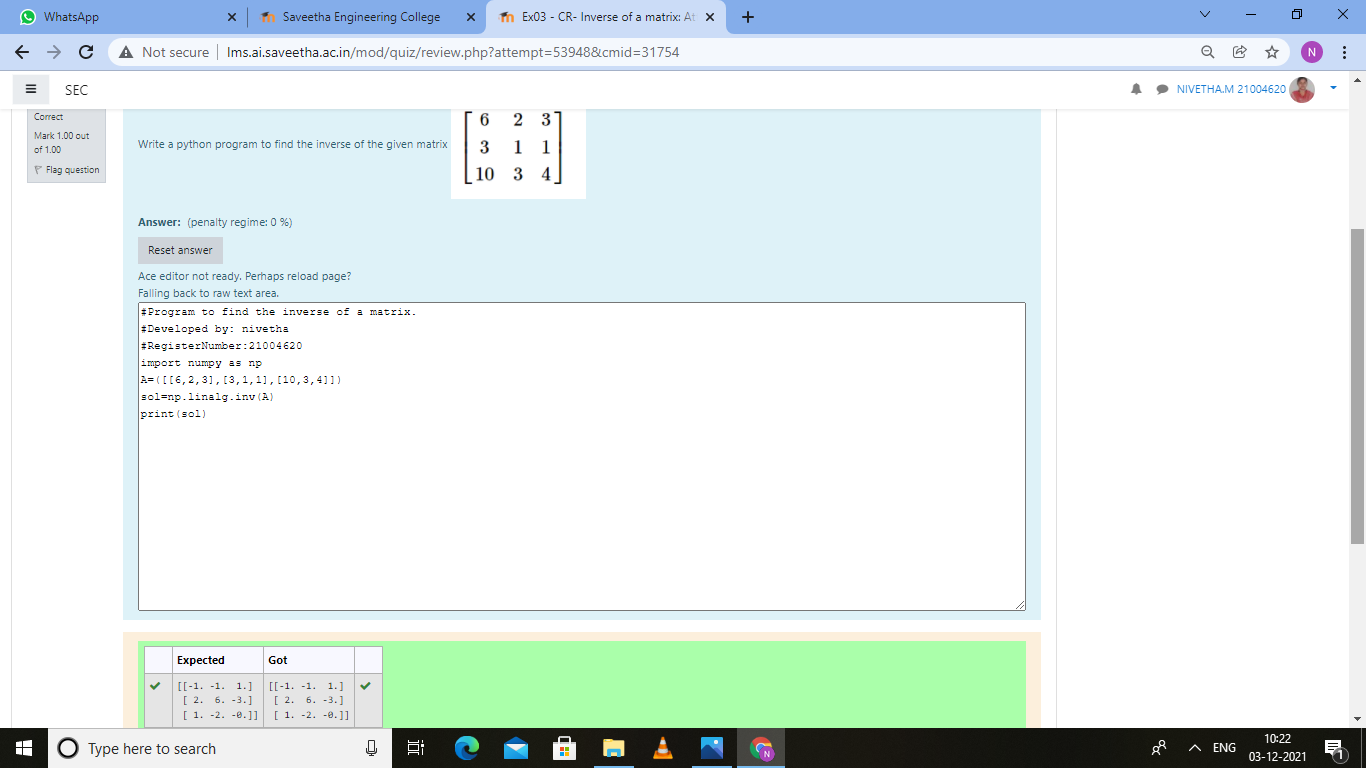 WhatsApp
Saveetha Engineering College
Ex03 - CR- Inverse of a matrix: At
Not secure
lms.ai.saveetha.ac.in/mod/quiz/review.php?attempt=53948&cmid=31754
N
SEC
NIVETHA.M 21004620
Correct
Mark 1.00 out
of 1.00
Flag question
Write a python program to find the inverse of the given matrix
6 2 3
3 1 1
10 3 4
Answer: (penalty regime: 0 %)
Reset answer
Ace editor not ready. Perhaps reload page?
Falling back to raw text area.
#Program to find the inverse of a matrix.
#Developed by: nivetha
#RegisterNumber:21004620
import numpy as np
A=([[6,2,3],[3,1,1],[10,3,4]])
sol=np.linalg.inv(A)
print(sol)
Expected Got
[[-1. -1. 1.] [[-1. -1. 1.]
[ 2. 6. -3.] [ 2. 6. -3.]
[ 1. -2. -0.]] [ 1. -2. -0.]]
Type here to search
N
ENG
10:22
03-12-2021
1